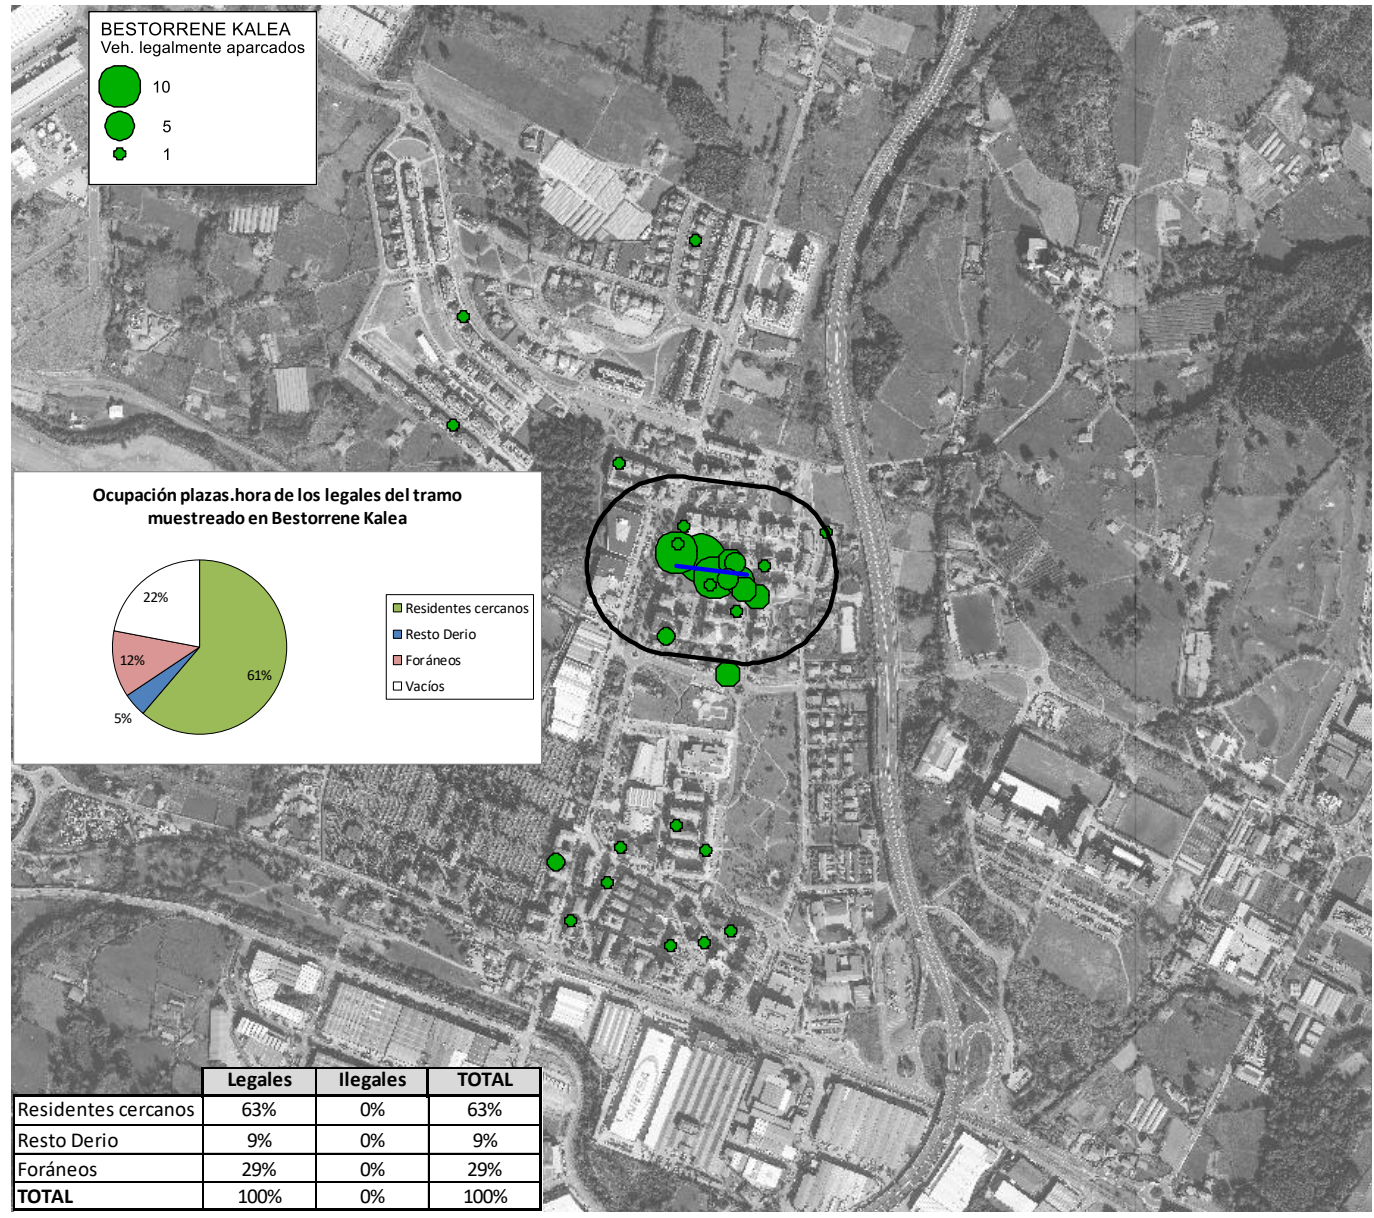 BESTORRENE KALEA
Veh. legalmente aparcados
10
5
1
Ocupación plazas.hora de los legales del tramo
muestreado en Bestorrene Kalea
22%
12%
61%
5%
Residentes cercanos
Resto Derio
Foráneos
Vacíos
Legales Ilegales TOTAL
Residentes cercanos 63% 0% 63%
Resto Derio 9% 0% 9%
Foráneos 29% 0% 29%
TOTAL 100% 0% 100%